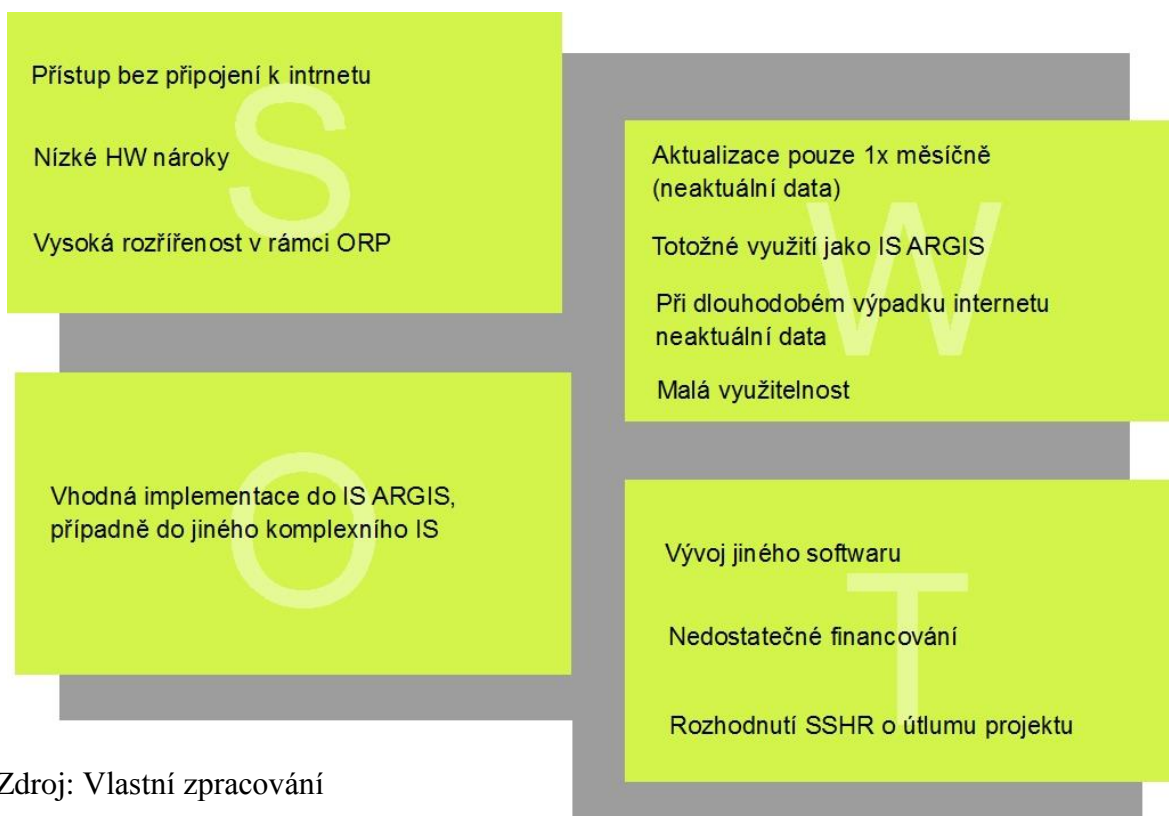 S
Přístup bez připojení k intrnetu
Nízké HW nároky
Vysoká rozřířenost v rámci ORP
W
Aktualizace pouze 1x měsíčně
(neaktuální data)
Totožné využití jako IS ARGIS
Při dlouhodobém výpadku internetu
neaktuální data
Malá využitelnost
O
Vhodná implementace do IS ARGIS,
případně do jiného komplexního IS
T
Vývoj jiného softwaru
Nedostatečné financování
Rozhodnutí SSHR o útlumu projektu
Zdroj: Vlastní zpracování